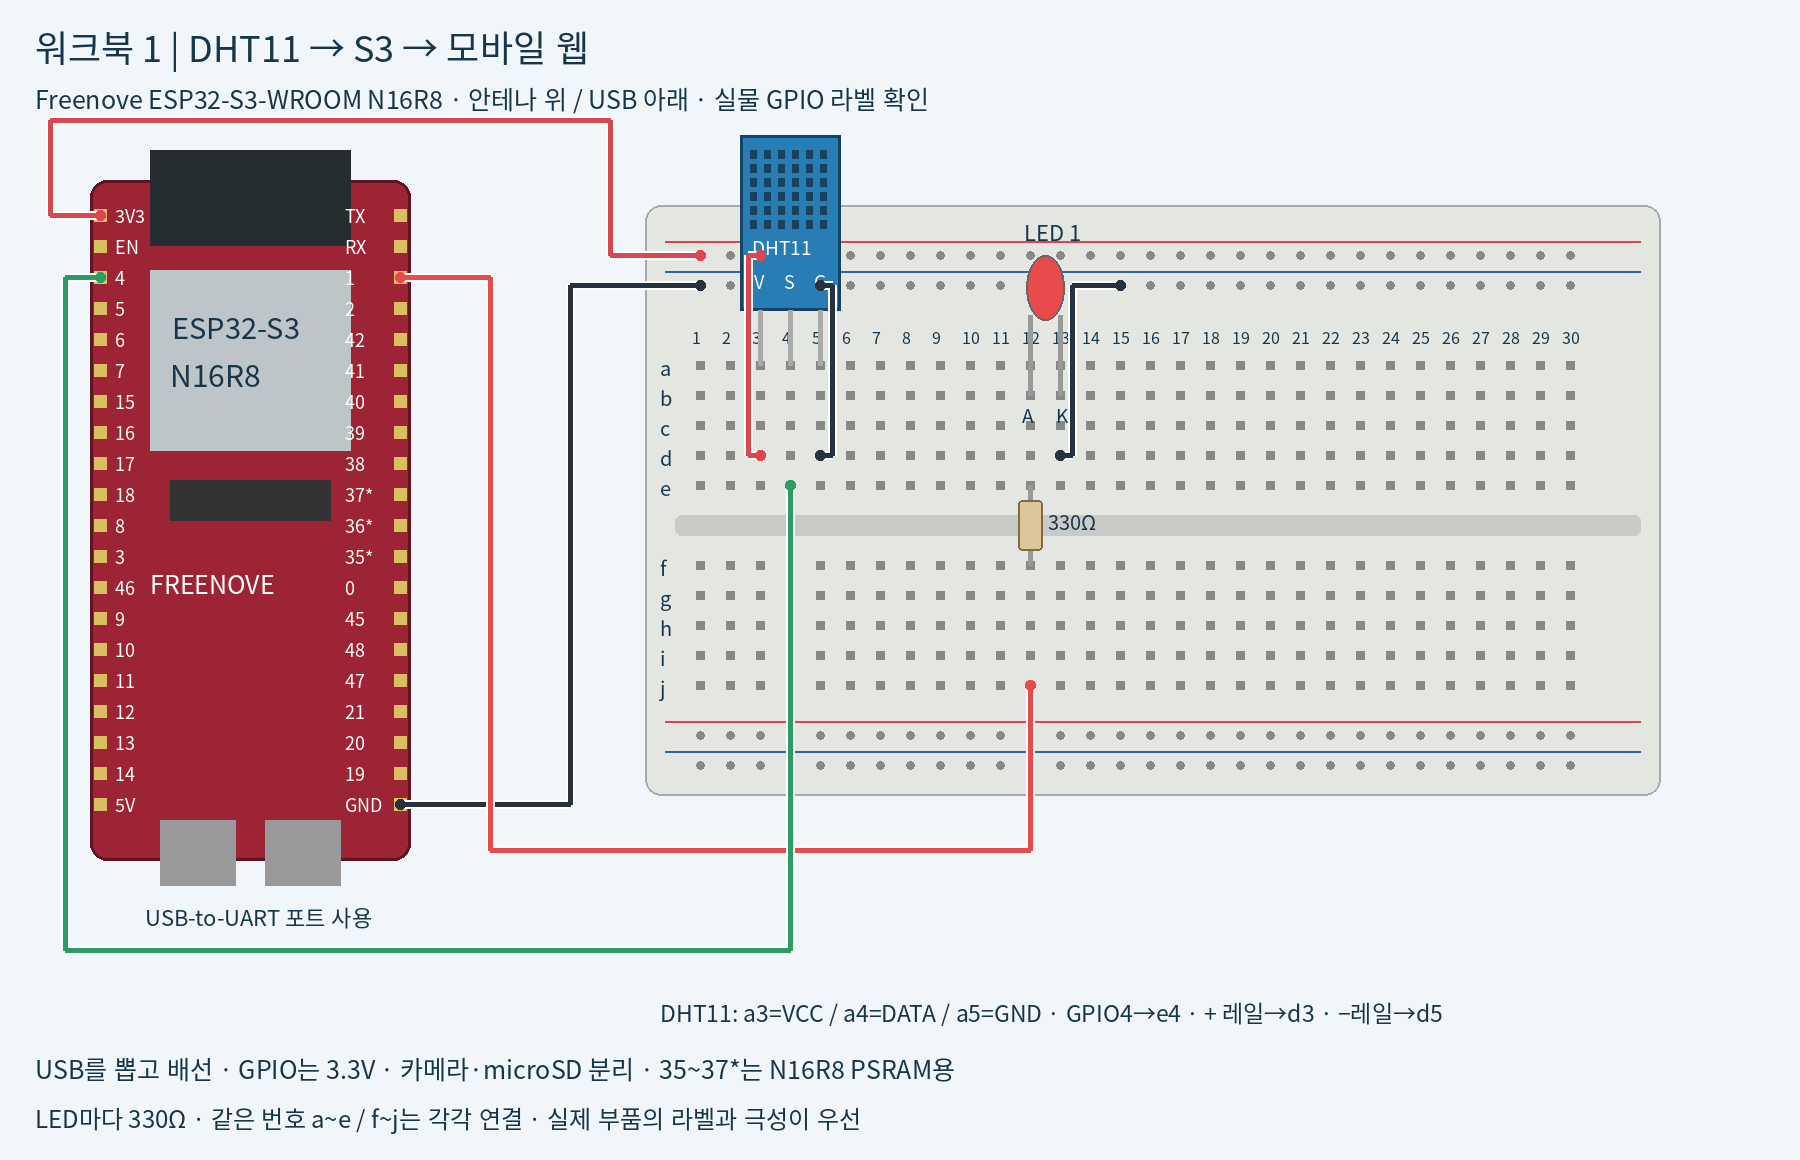 워크북 1 | DHT11 → S3 → 모바일 웹
Freenove ESP32-S3-WROOM N16R8 · 안테나 위 / USB 아래 · 실물 GPIO 라벨 확인
3V3 TX
EN RX
4 1
5 2
6 42
7 41
15 40
16 39
17 38
18 37*
8 36*
3 35*
46 0
9 45
10 48
11 47
12 21
13 20
14 19
5V GND
ESP32-S3
N16R8
FREENOVE
USB-to-UART 포트 사용
DHT11
V S G
LED 1
1 2 3 4 5 6 7 8 9 10 11 12 13 14 15 16 17 18 19 20 21 22 23 24 25 26 27 28 29 30
a
b
A K
c
d
e
330Ω
f
g
h
i
j
DHT11: a3=VCC / a4=DATA / a5=GND · GPIO4→e4 · + 레일→d3 · −레일→d5
USB를 뽑고 배선 · GPIO는 3.3V · 카메라·microSD 분리 · 35~37*는 N16R8 PSRAM용
LED마다 330Ω · 같은 번호 a~e / f~j는 각각 연결 · 실제 부품의 라벨과 극성이 우선